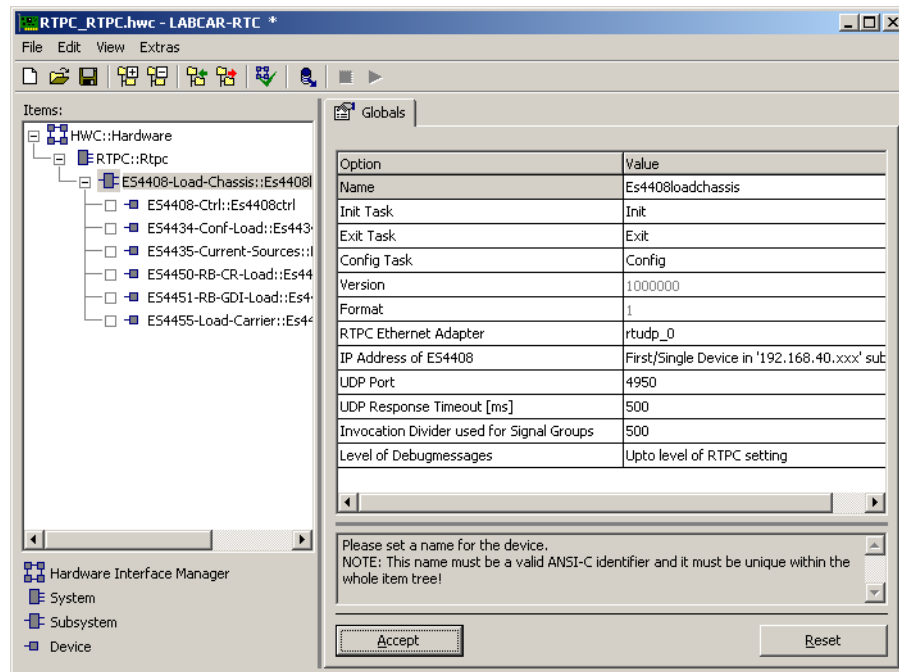 RTPC_RTPC.hwc - LABCAR-RTC *
File Edit View Extras
Items:
HWC::Hardware
RTPC::Rtpc
ES4408-Load-Chassis::Es4408l
ES4408-Ctrl::Es4408ctrl
ES4434-Conf-Load::Es443
ES4435-Current-Sources::
ES4450-RB-CR-Load::Es44
ES4451-RB-GDI-Load::Es4
ES4455-Load-Carrier::Es44
Hardware Interface Manager
System
Subsystem
Device
Globals
Option Value
Name Es4408loadchassis
Init Task Init
Exit Task Exit
Config Task Config
Version 1000000
Format 1
RTPC Ethernet Adapter rtudp_0
IP Address of ES4408 First/Single Device in '192.168.40.xxx' sub
UDP Port 4950
UDP Response Timeout [ms] 500
Invocation Divider used for Signal Groups 500
Level of Debugmessages Upto level of RTPC setting
Please set a name for the device.
NOTE: This name must be a valid ANSI-C identifier and it must be unique within the
whole item tree!
Accept Reset